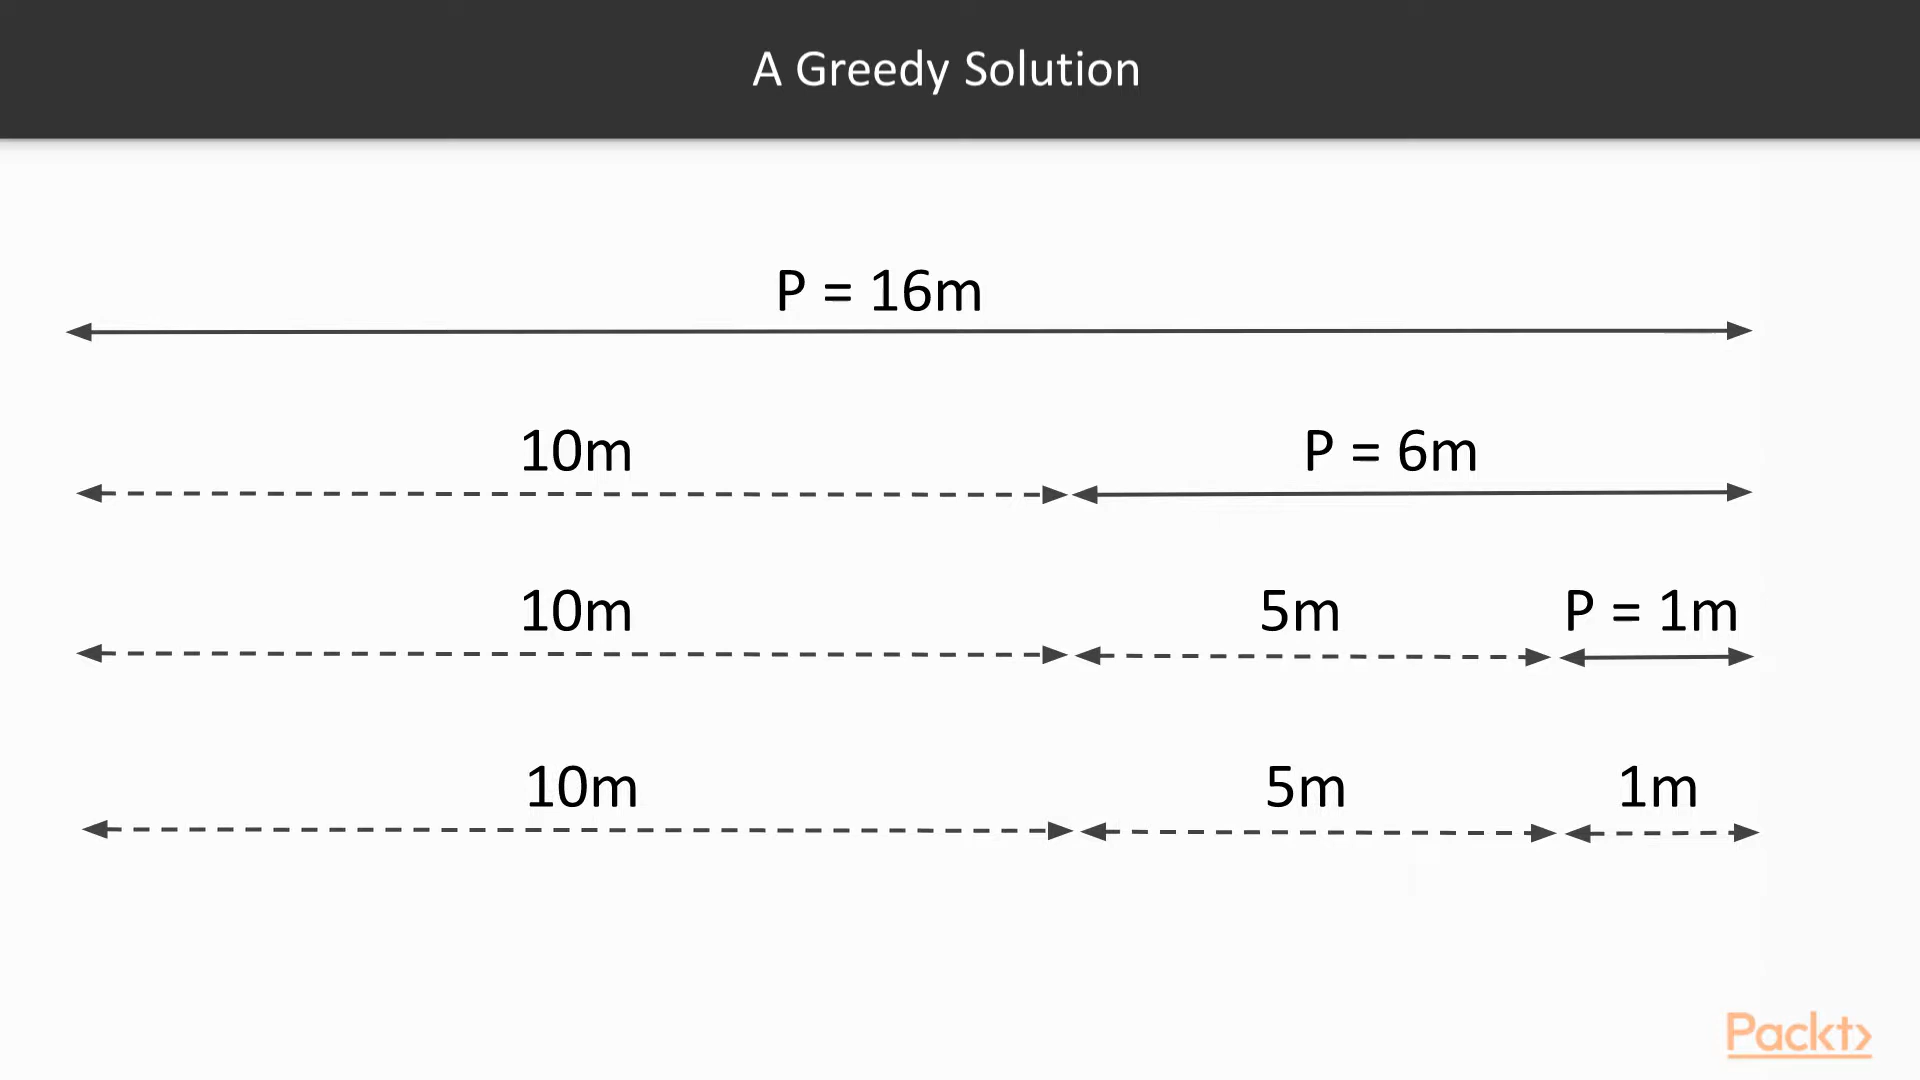 A Greedy Solution
P = 16m
10m P = 6m
10m 5m P = 1m
10m 5m 1m
Packt>